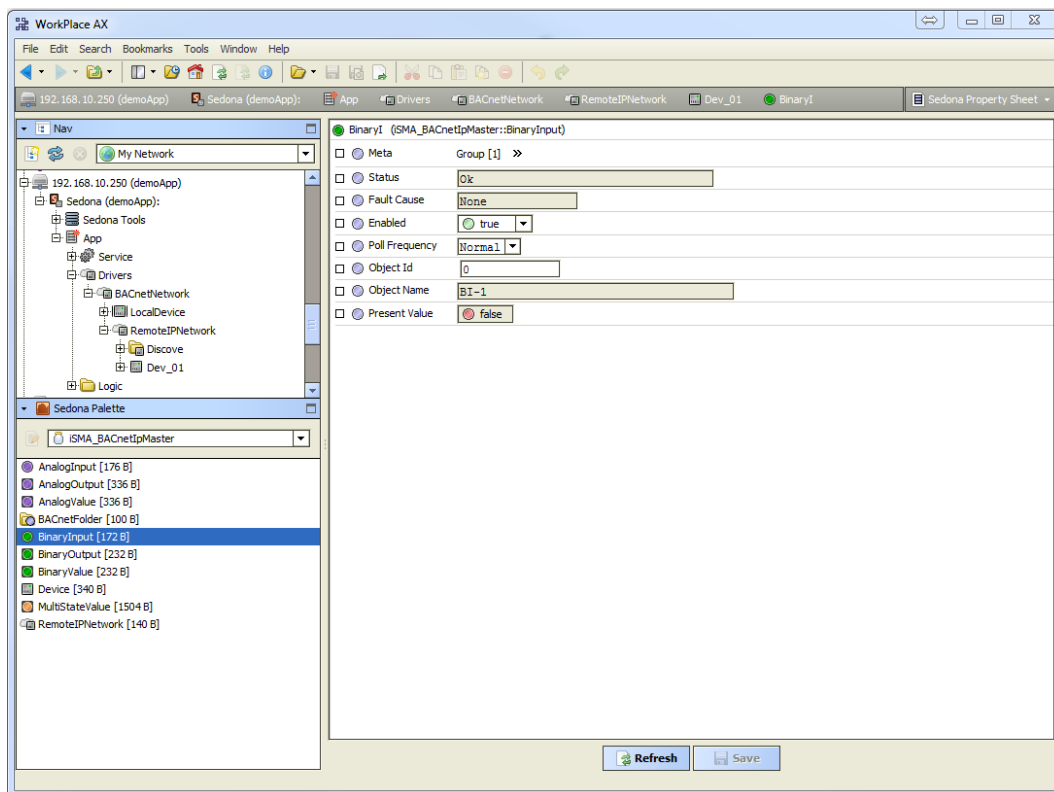 WorkPlace AX
File Edit Search Bookmarks Tools Window Help
192.168.10.250 (demoApp) Sedona (demoApp): App Drivers BACnetNetwork RemoteIPNetwork Dev_01 BinaryI Sedona Property Sheet
Nav
My Network
192.168.10.250 (demoApp)
Sedona (demoApp):
Sedona Tools
App
Service
Drivers
BACnetNetwork
LocalDevice
RemoteIPNetwork
Discove
Dev_01
Logic
Sedona Palette
iSMA_BACnetIpMaster
AnalogInput [176 B]
AnalogOutput [336 B]
AnalogValue [336 B]
BACnetFolder [100 B]
BinaryInput [172 B]
BinaryOutput [232 B]
BinaryValue [232 B]
Device [340 B]
MultiStateValue [1504 B]
RemoteIPNetwork [140 B]
BinaryI (iSMA_BACnetIpMaster::BinaryInput)
Meta Group [1] »
Status Ok
Fault Cause None
Enabled true
Poll Frequency Normal
Object Id 0
Object Name BI-1
Present Value false
Refresh Save